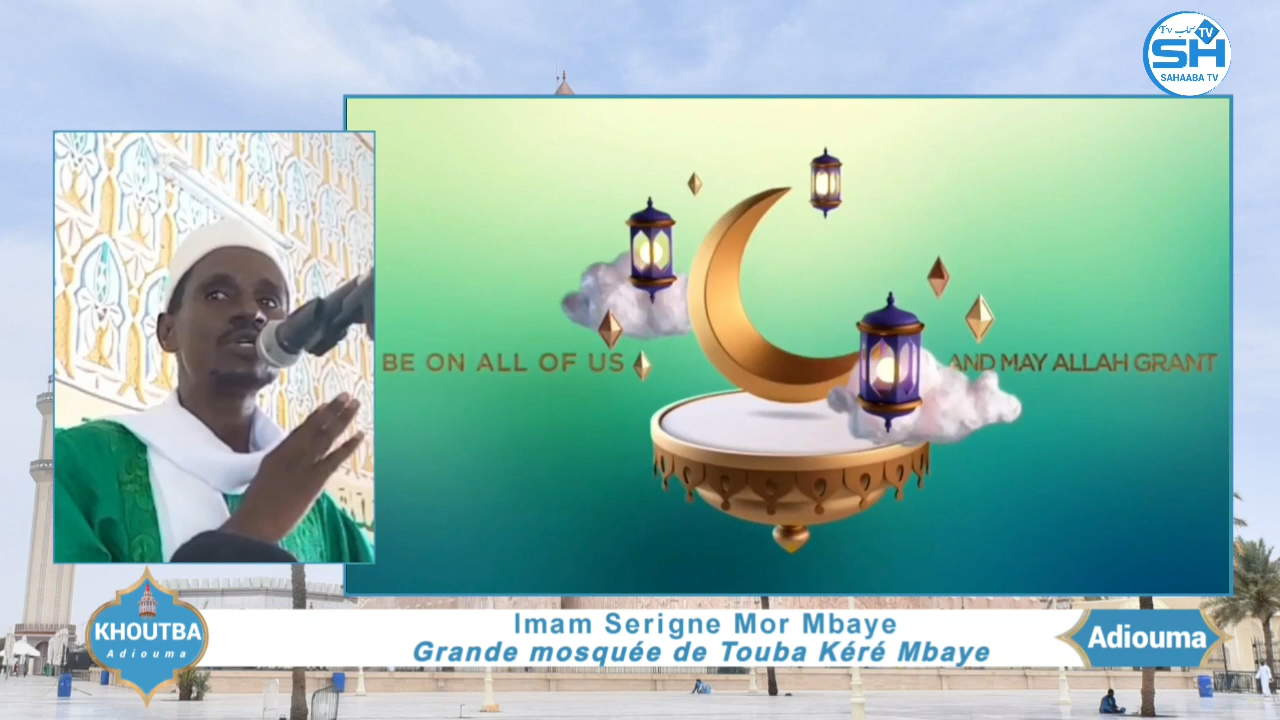 TV
SH
SAHAABA TV
BE ON ALL OF US
AND MAY ALLAH GRANT
KHOUTBA
Adiouma
Imam Serigne Mor Mbaye
Grande mosquée de Touba Kéré Mbaye
Adiouma